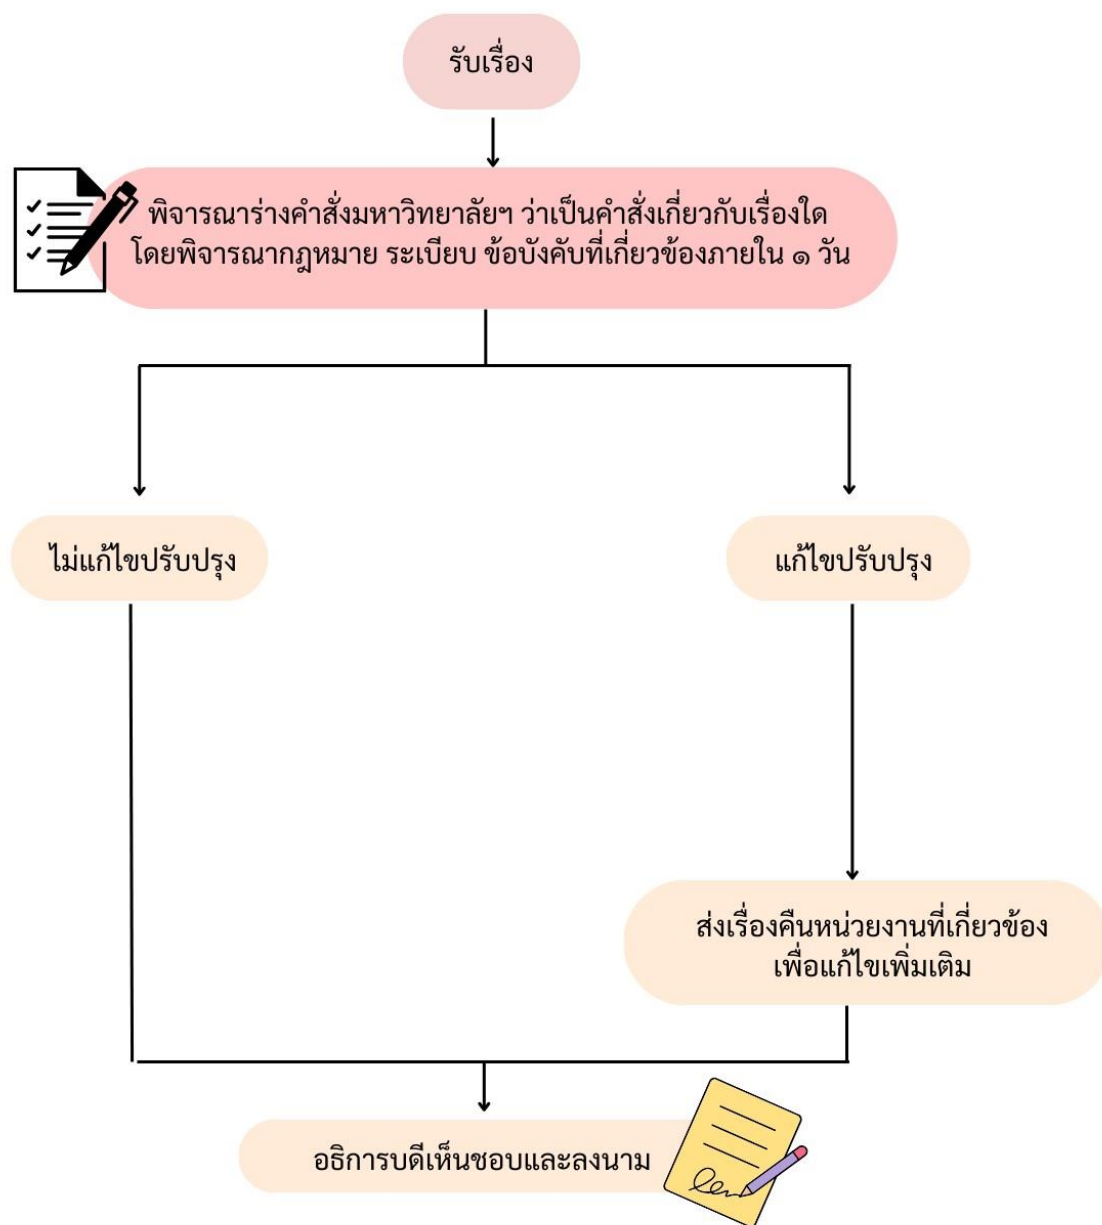 รับเรื่อง
พิจารณาร่างคำสั่งมหาวิทยาลัยฯ ว่าเป็นคำสั่งเกี่ยวกับเรื่องใด
โดยพิจารณากฎหมาย ระเบียบ ข้อบังคับที่เกี่ยวข้องภายใน ๑ วัน
ไม่แก้ไขปรับปรุง
แก้ไขปรับปรุง
ส่งเรื่องคืนหน่วยงานที่เกี่ยวข้อง
เพื่อแก้ไขเพิ่มเติม
อธิการบดีเห็นชอบและลงนาม